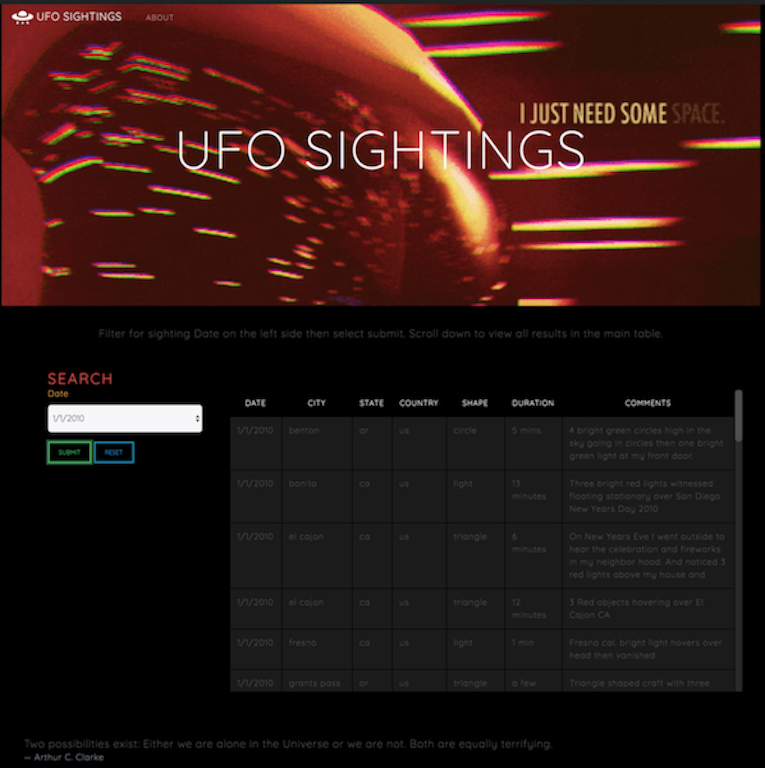 UFO SIGHTINGS ABOUT
I JUST NEED SOME SPACE.
UFO SIGHTINGS
Filter for sighting Date on the left side then select submit. Scroll down to view all results in the main table.
SEARCH
Date
1/1/2010
SUBMIT RESET
DATE CITY STATE COUNTRY SHAPE DURATION COMMENTS
1/1/2010 benton ar us circle 5 mins. 4 bright green circles high in the
sky going in circles then one bright
green light at my front door.
1/1/2010 bonita ca us light 13 Three bright red lights witnessed
minutes floating stationary over San Diego
New Years Day 2010
1/1/2010 el cajon ca us triangle 6 On New Years Eve I went outside to
minutes hear the celebration and fireworks
in my neighbor hood. And noticed 3
red lights above my house and
1/1/2010 el cajon ca us triangle 12 3 Red objects hovering over El
minutes Cajon CA
1/1/2010 fresno ca us light 1 min Fresno cal. bright light hovers over
head then vanished
1/1/2010 grants pass or us triangle a few Triangle shaped craft with three
Two possibilities exist: Either we are alone in the Universe or we are not. Both are equally terrifying.
— Arthur C. Clarke